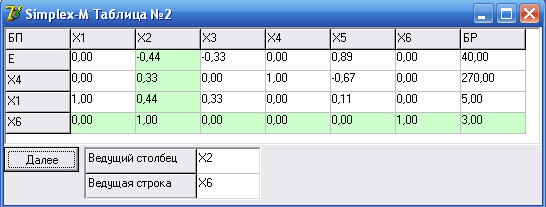 Simplex-M Таблица №2
БП X1 X2 X3 X4 X5 X6 БР
E 0,00 -0,44 -0,33 0,00 0,89 0,00 40,00
X4 0,00 0,33 0,00 1,00 -0,67 0,00 270,00
X1 1,00 0,44 0,33 0,00 0,11 0,00 5,00
X6 0,00 1,00 0,00 0,00 0,00 1,00 3,00
Далее Ведущий столбец X2
Ведущая строка X6